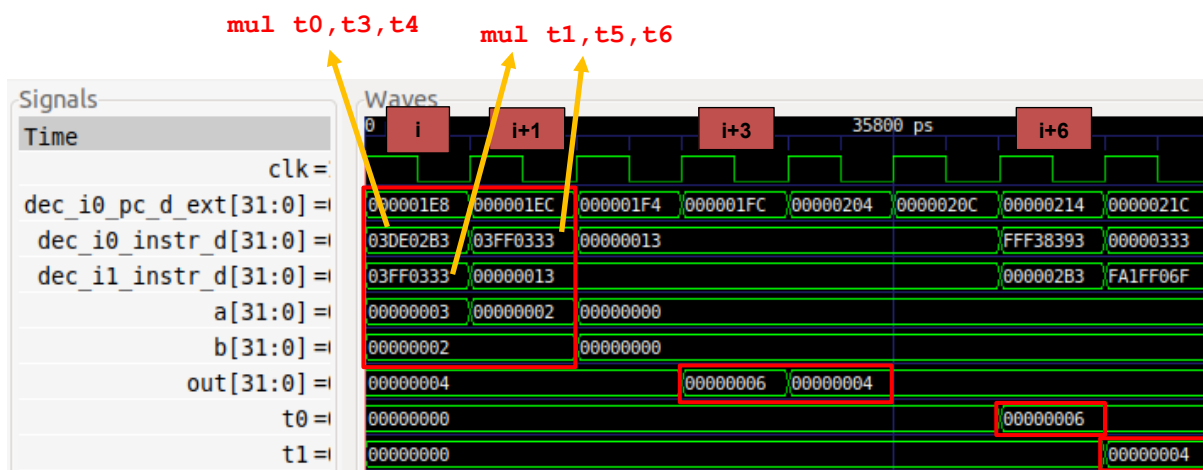 mul t0,t3,t4
mul t1,t5,t6
Signals
Waves
Time
0
i
i+1
i+3
35800 ps
i+6
clk =
dec_i0_pc_d_ext[31:0] =
000001E8 000001EC 000001F4 000001FC 00000204 0000020C 00000214 0000021C
dec_i0_instr_d[31:0] =
03DE02B3 03FF0333 00000013 FFF38393 00000333
dec_i1_instr_d[31:0] =
03FF0333 00000013 000002B3 FA1FF06F
a[31:0] =
00000003 00000002 00000000
b[31:0] =
00000002 00000000
out[31:0] =
00000004 00000006 00000004
t0 =
00000000 00000006
t1 =
00000000 00000004